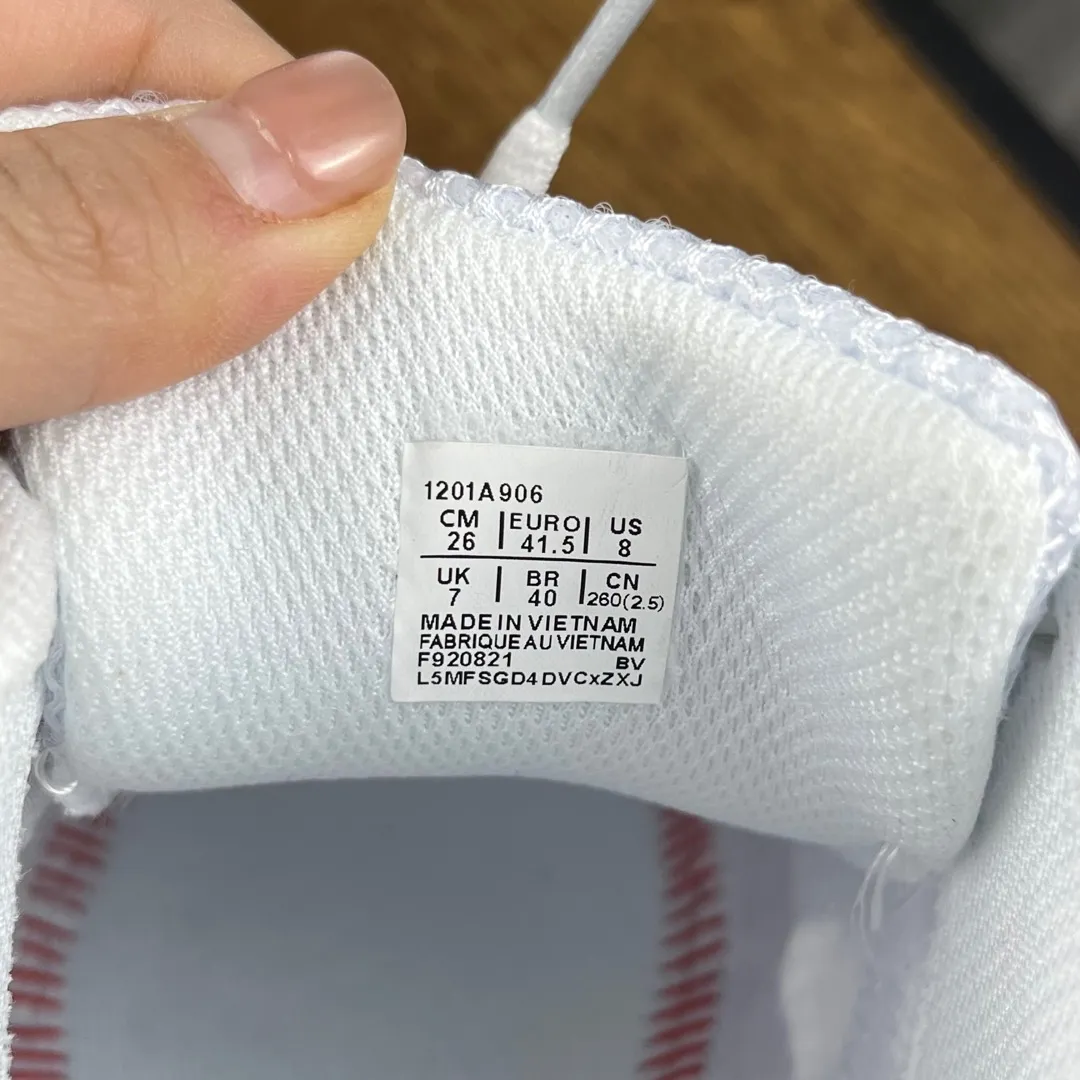 1201A906
CM | EURO | US
26 | 41.5 | 8
UK | BR | CN
7 | 40 | 260(2.5)
MADE IN VIETNAM
FABRIQUE AU VIETNAM
F920821 BV
L5MFSGD4DVCxZXJ